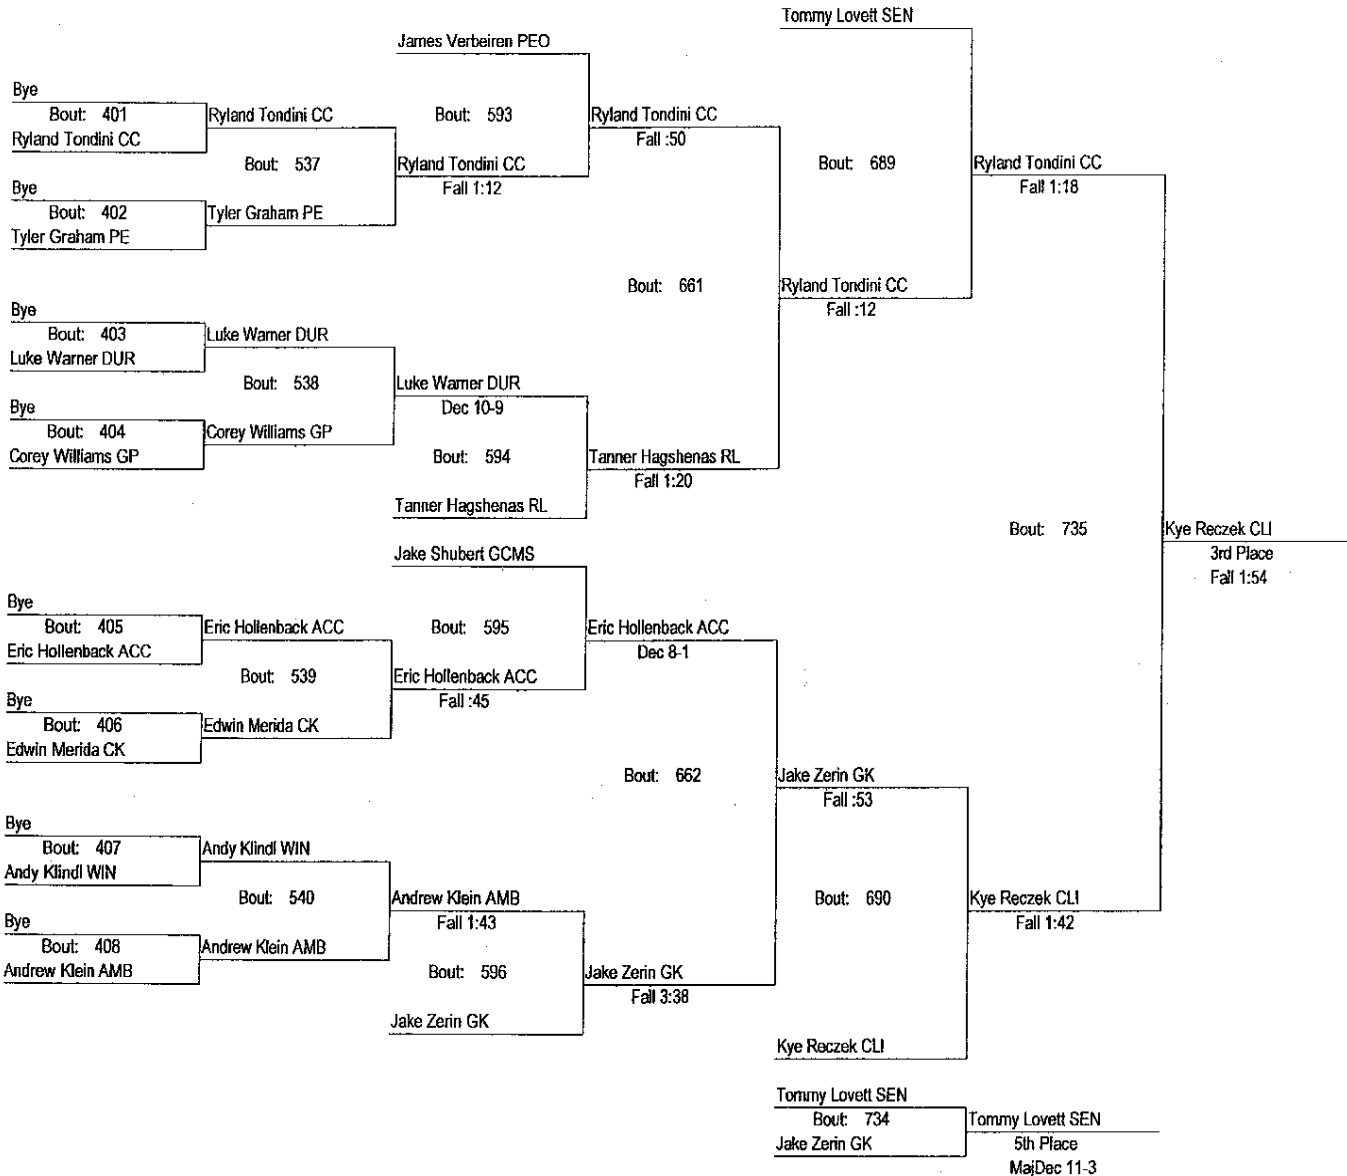 Tommy Lovett SEN
James Verbeiren PEO
Bye
Bout: 401
Ryland Tondini CC
Ryland Tondini CC
Bout: 593
Ryland Tondini CC
Fall :50
Bout: 537
Ryland Tondini CC
Fall 1:12
Bout: 689
Ryland Tondini CC
Fall 1:18
Bye
Bout: 402
Tyler Graham PE
Tyler Graham PE
Bout: 661
Ryland Tondini CC
Fall :12
Bye
Bout: 403
Luke Warner DUR
Luke Warner DUR
Bout: 538
Luke Warner DUR
Dec 10-9
Bye
Bout: 404
Corey Williams GP
Corey Williams GP
Bout: 594
Tanner Hagshenas RL
Fall 1:20
Tanner Hagshenas RL
Bout: 735
Kye Reczek CLI
3rd Place
Fall 1:54
Jake Shubert GCMS
Bye
Bout: 405
Eric Hollenback ACC
Eric Hollenback ACC
Bout: 595
Eric Hollenback ACC
Dec 8-1
Bout: 539
Eric Hollenback ACC
Fall :45
Bye
Bout: 406
Edwin Merida CK
Edwin Merida CK
Bout: 662
Jake Zerin GK
Fall :53
Bye
Bout: 407
Andy Klindl WIN
Andy Klindl WIN
Bout: 540
Andrew Klein AMB
Fall 1:43
Bout: 690
Kye Reczek CLI
Fall 1:42
Bye
Bout: 408
Andrew Klein AMB
Andrew Klein AMB
Bout: 596
Jake Zerin GK
Fall 3:38
Jake Zerin GK
Kye Reczek CLI
Tommy Lovett SEN
Bout: 734
Jake Zerin GK
Tommy Lovett SEN
5th Place
MajDec 11-3